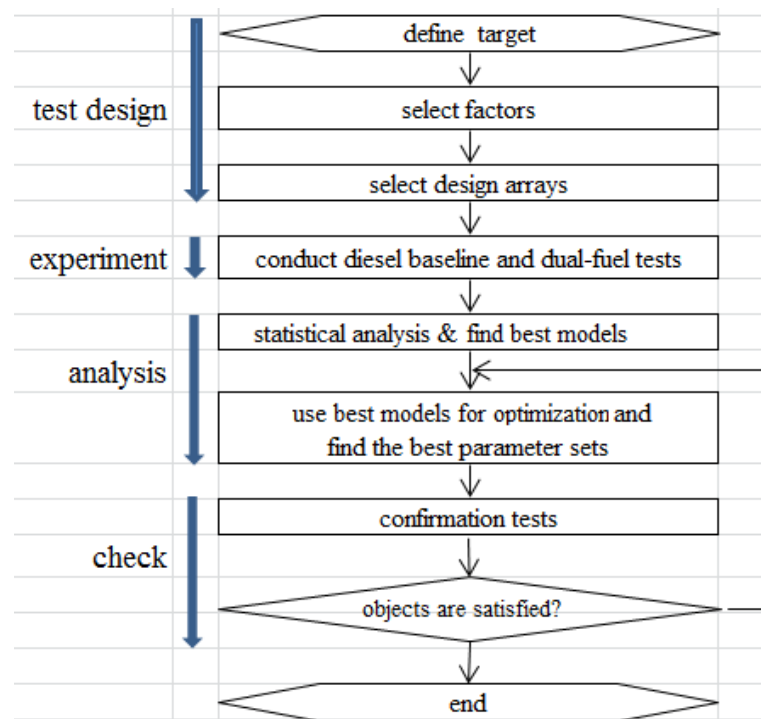 define target
test design
select factors
select design arrays
experiment
conduct diesel baseline and dual-fuel tests
statistical analysis & find best models
analysis
use best models for optimization and
find the best parameter sets
confirmation tests
check
objects are satisfied?
end